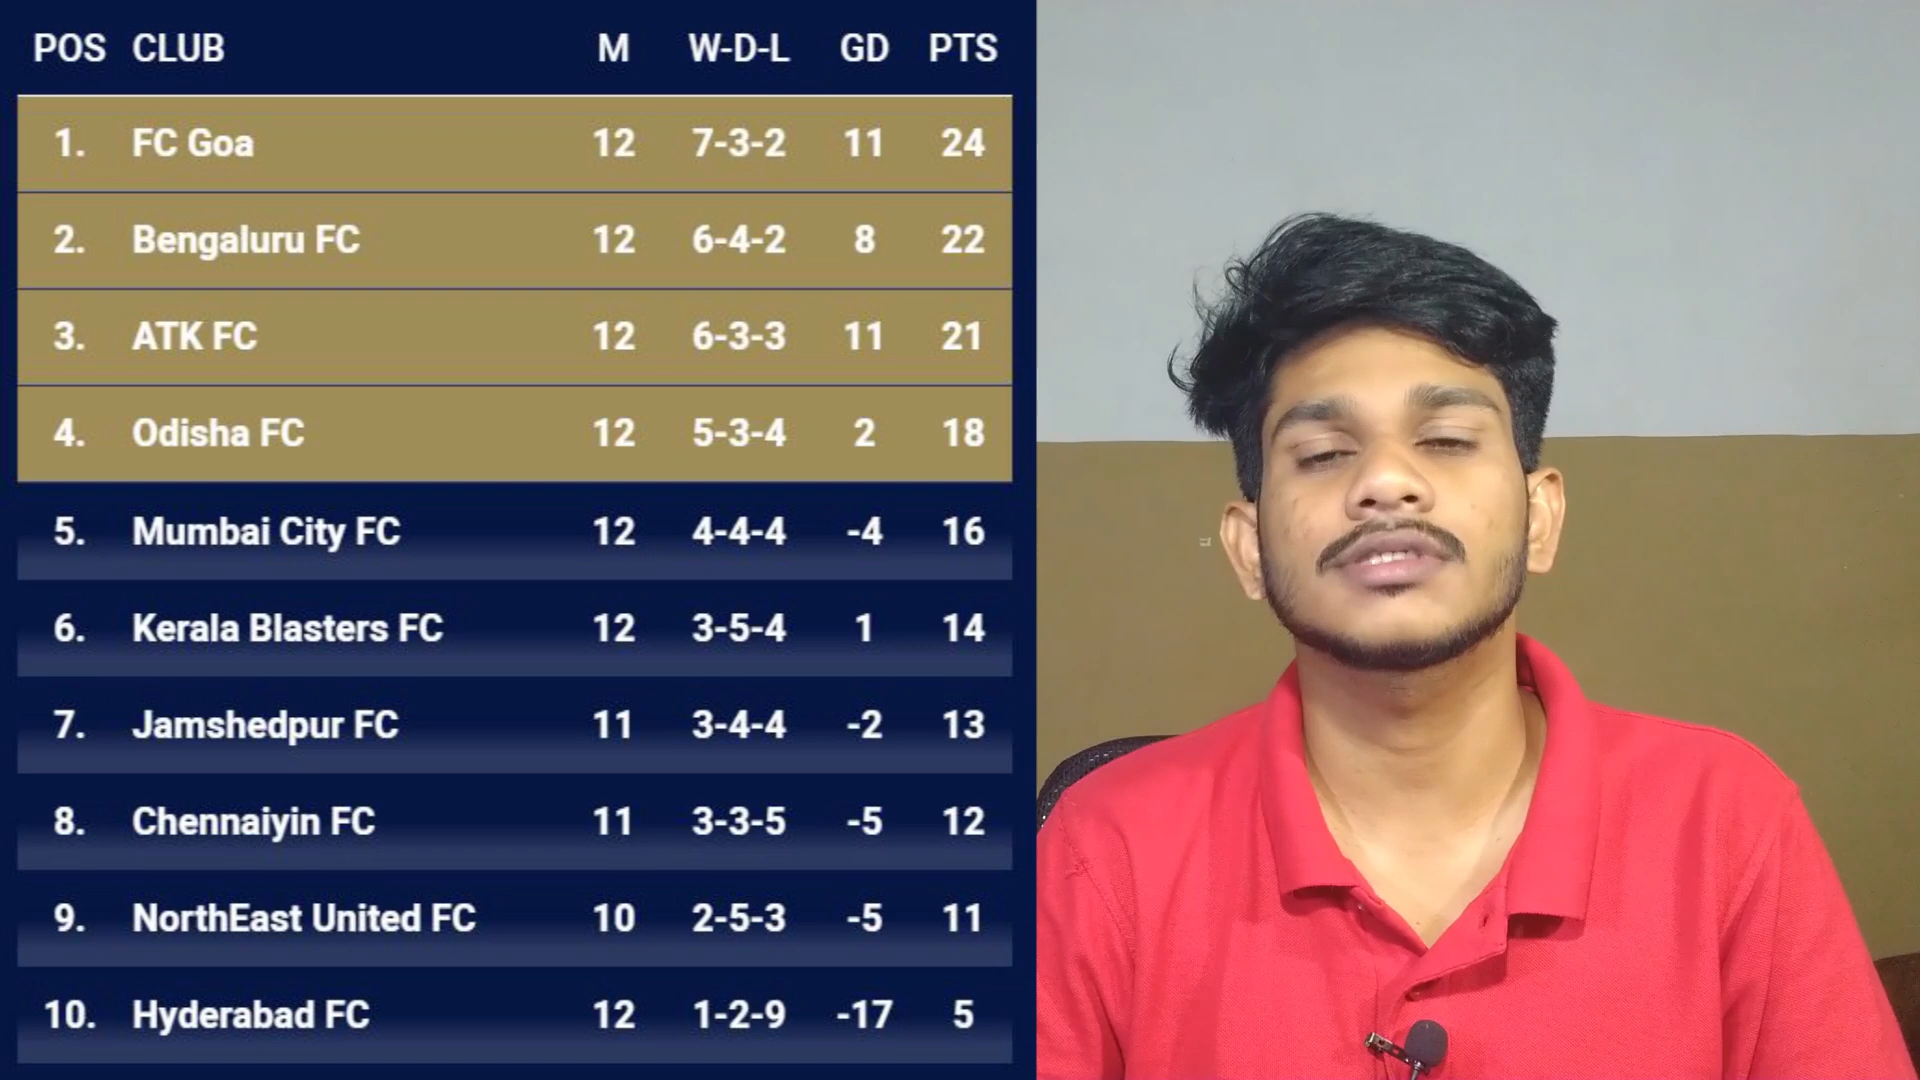 POS CLUB M W-D-L GD PTS
1. FC Goa 12 7-3-2 11 24
2. Bengaluru FC 12 6-4-2 8 22
3. ATK FC 12 6-3-3 11 21
4. Odisha FC 12 5-3-4 2 18
5. Mumbai City FC 12 4-4-4 -4 16
6. Kerala Blasters FC 12 3-5-4 1 14
7. Jamshedpur FC 11 3-4-4 -2 13
8. Chennaiyin FC 11 3-3-5 -5 12
9. NorthEast United FC 10 2-5-3 -5 11
10. Hyderabad FC 12 1-2-9 -17 5